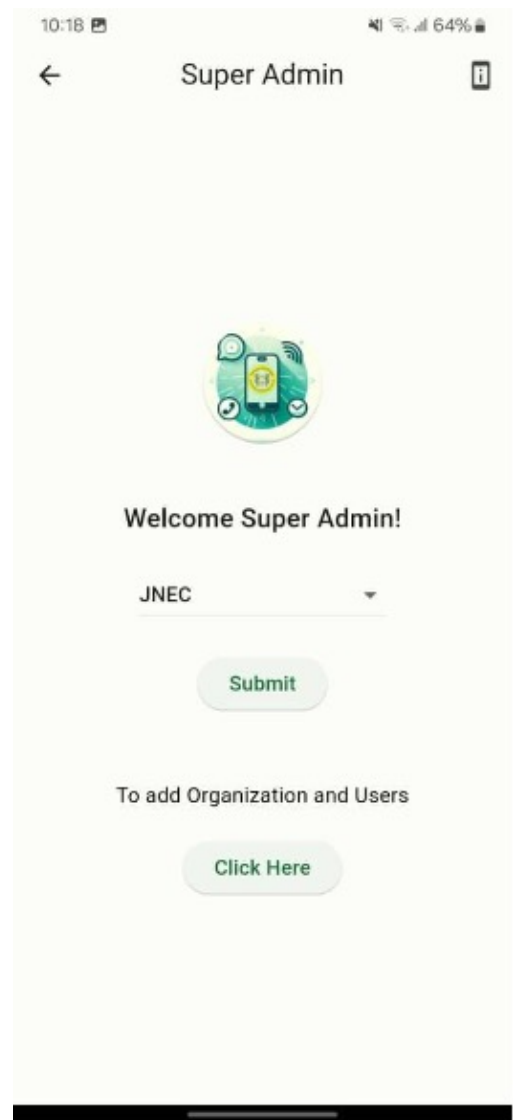 10:18 64%
Super Admin
Welcome Super Admin!
JNEC
Submit
To add Organization and Users
Click Here